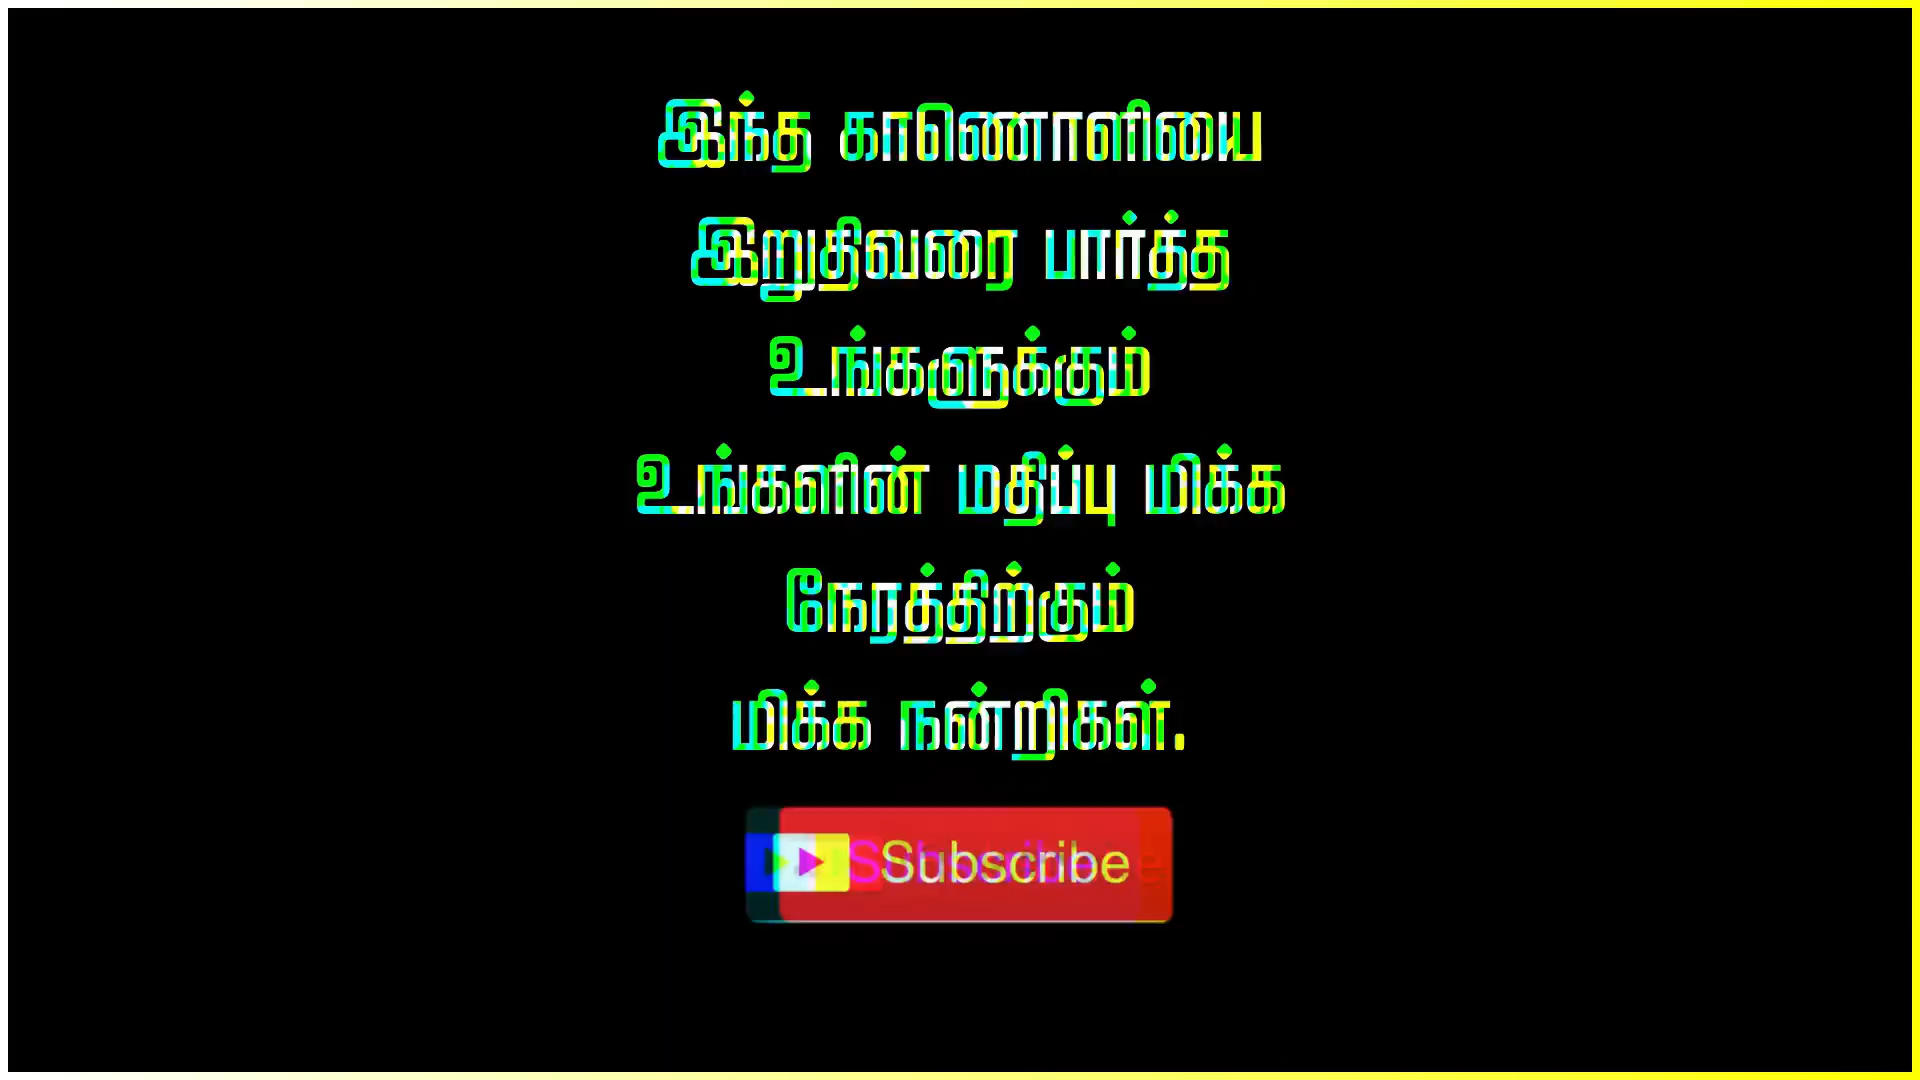 இந்த காணொளியை
இறுதிவரை பார்த்த
உங்களுக்கும்
உங்களின் மதிப்பு மிக்க
நேரத்திற்கும்
மிக்க நன்றிகள்.
Subscribe